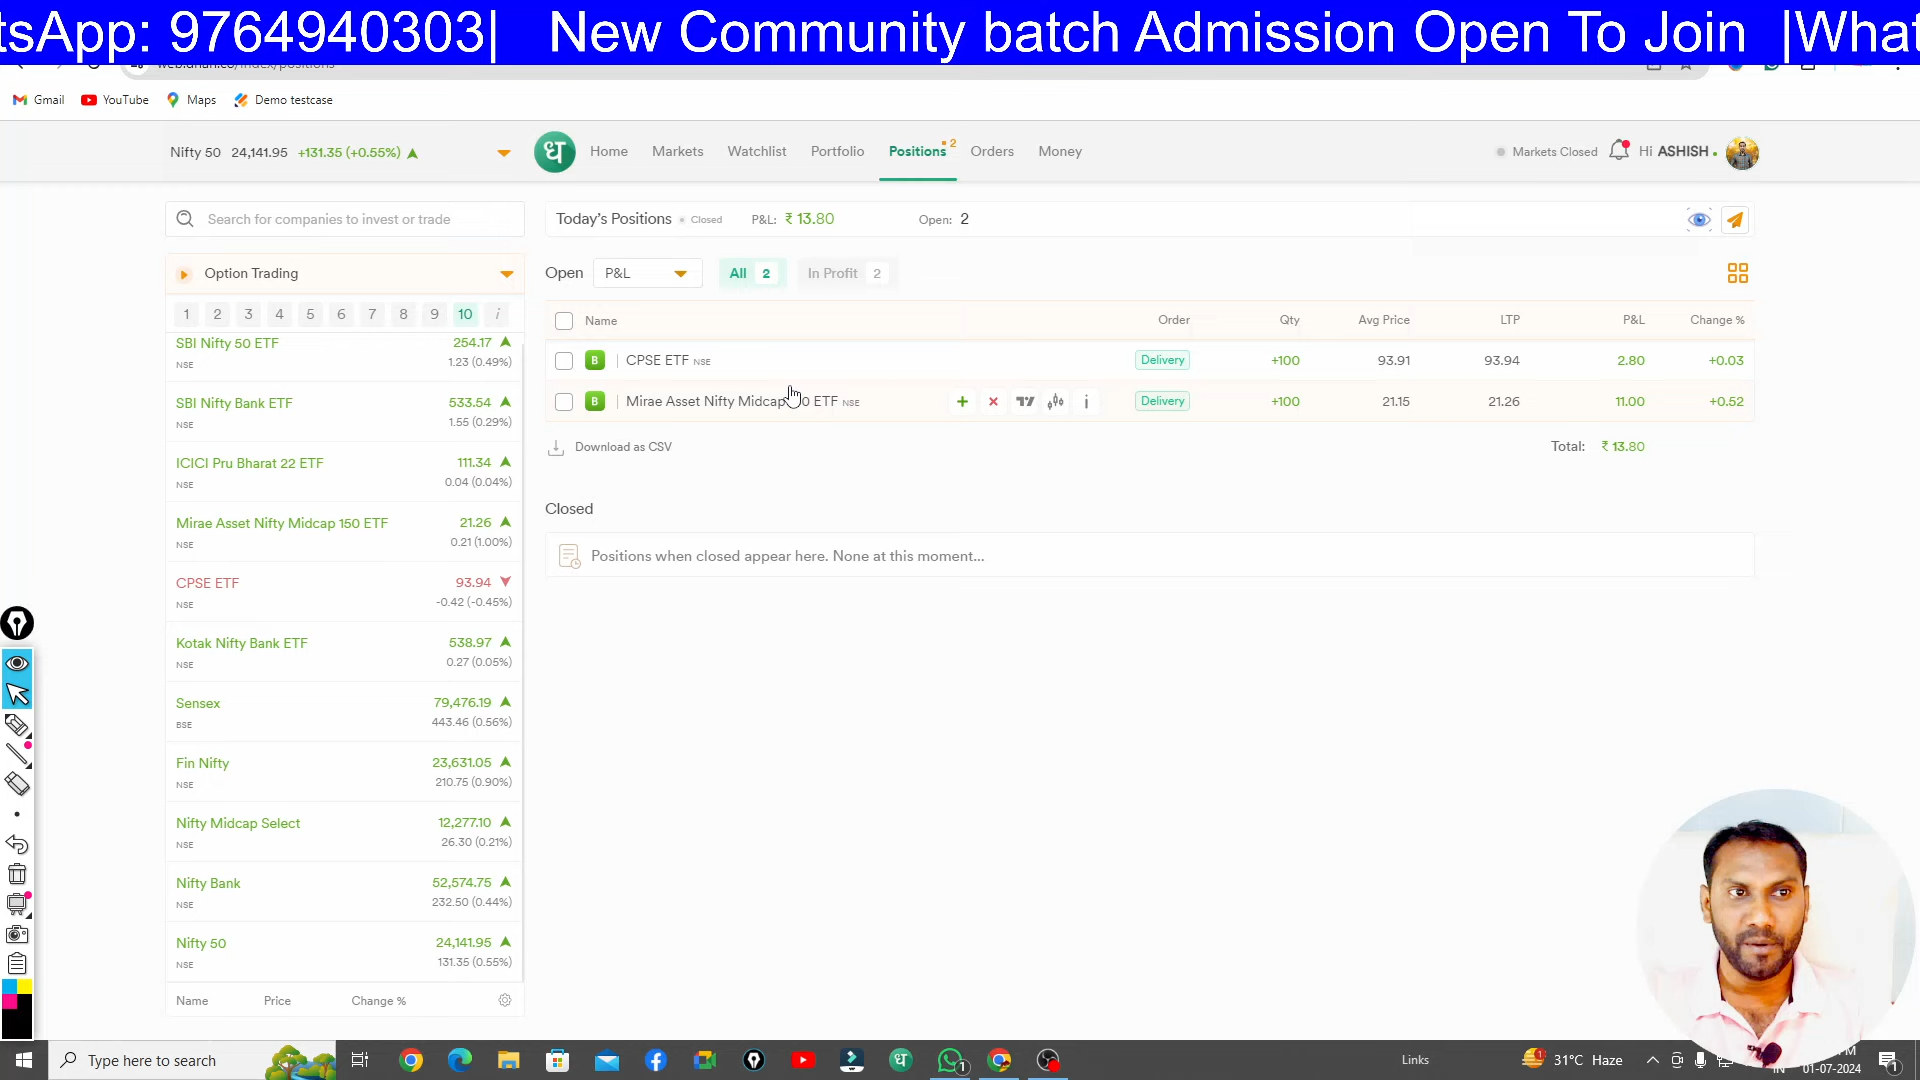 tsApp: 9764940303|   New Community batch Admission Open To Join  |What
web.dhan.co/index/positions
Gmail YouTube Maps Demo testcase
Nifty 50 24,141.95 +131.35 (+0.55%) ध Home Markets Watchlist Portfolio Positions 2 Orders Money Markets Closed Hi ASHISH
Search for companies to invest or trade
Today's Positions Closed P&L: ₹ 13.80 Open: 2
Option Trading
Open P&L All 2 In Profit 2
1 2 3 4 5 6 7 8 9 10 i
Name Order Qty Avg Price LTP P&L Change %
B CPSE ETF NSE Delivery +100 93.91 93.94 2.80 +0.03
B Mirae Asset Nifty Midcap 0 ETF NSE + × i Delivery +100 21.15 21.26 11.00 +0.52
Download as CSV Total: ₹ 13.80
Closed
Positions when closed appear here. None at this moment...
SBI Nifty 50 ETF 254.17
NSE 1.23 (0.49%)
SBI Nifty Bank ETF 533.54
NSE 1.55 (0.29%)
ICICI Pru Bharat 22 ETF 111.34
NSE 0.04 (0.04%)
Mirae Asset Nifty Midcap 150 ETF 21.26
NSE 0.21 (1.00%)
CPSE ETF 93.94
NSE -0.42 (-0.45%)
Kotak Nifty Bank ETF 538.97
NSE 0.27 (0.05%)
Sensex 79,476.19
BSE 443.46 (0.56%)
Fin Nifty 23,631.05
NSE 210.75 (0.90%)
Nifty Midcap Select 12,277.10
NSE 26.30 (0.21%)
Nifty Bank 52,574.75
NSE 232.50 (0.44%)
Nifty 50 24,141.95
NSE 131.35 (0.55%)
Name Price Change %
Type here to search ध 1 Links 1 31°C Haze IN M 01-07-2024 1